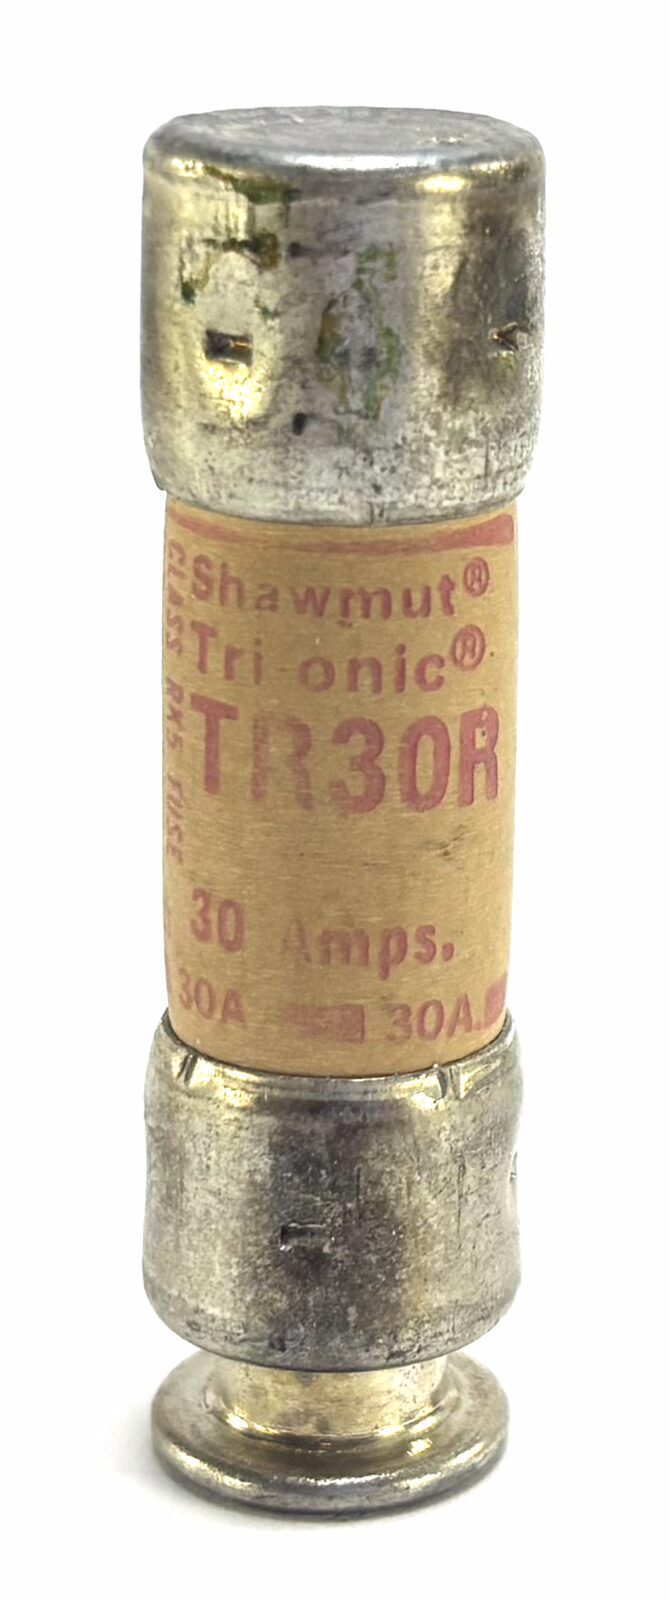 Shawmut®
Tri-onic®
TR30R
30 Amps.
30A 30A.
CLASS RK5 FUSE